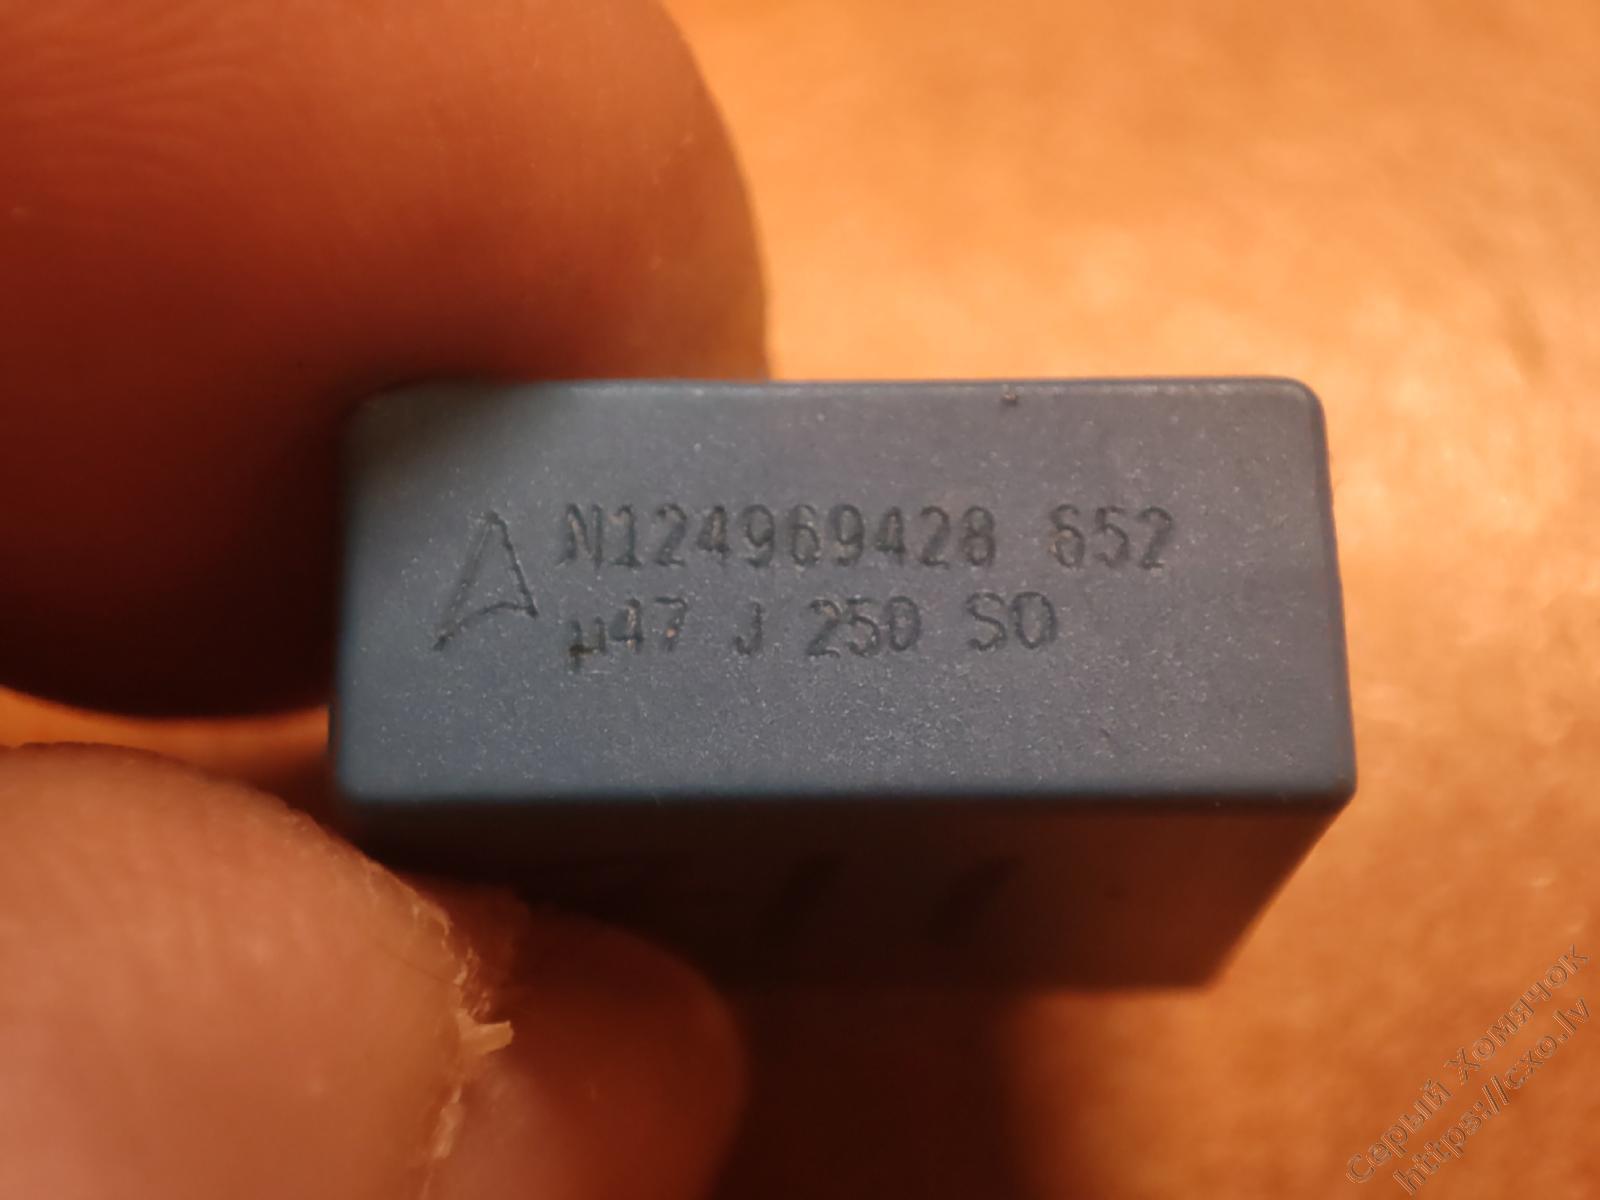 N124969428 652
µ47 J 250 SO
Серый Хомячок
https://cxo.lv